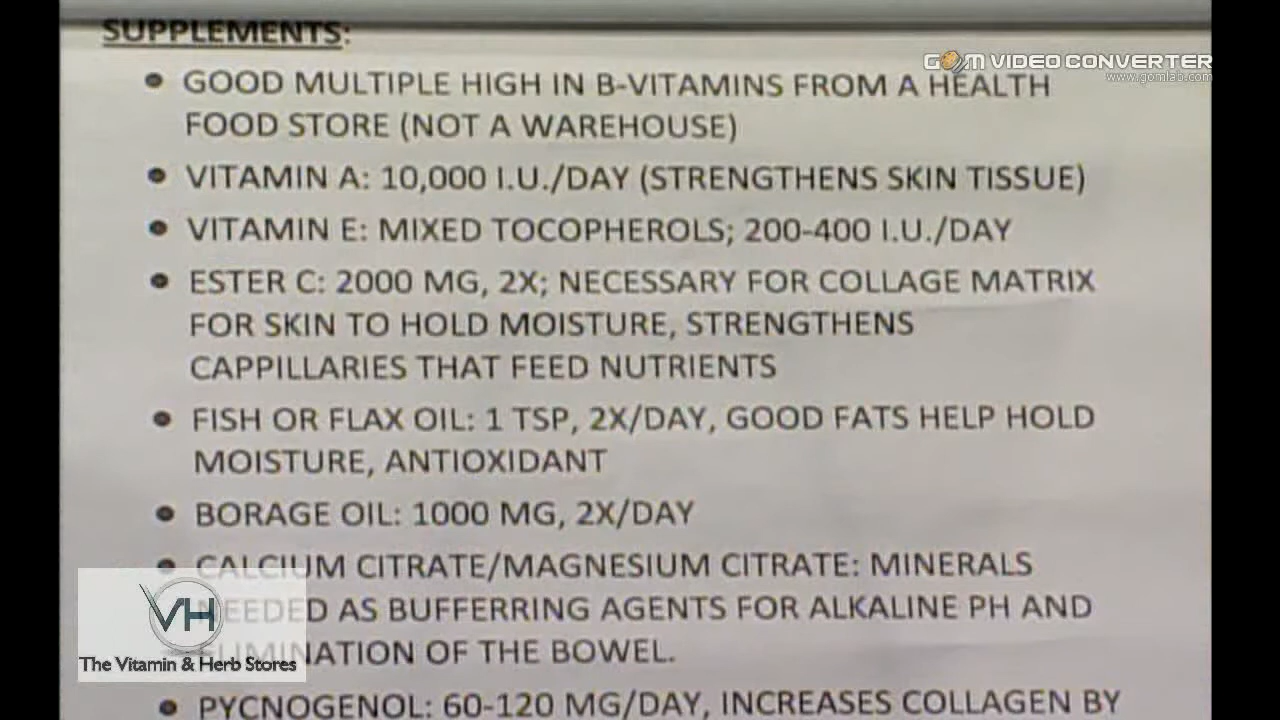 SUPPLEMENTS:
GOM VIDEO CONVERTER
www.gomlab.com
• GOOD MULTIPLE HIGH IN B-VITAMINS FROM A HEALTH
FOOD STORE (NOT A WAREHOUSE)
• VITAMIN A: 10,000 I.U./DAY (STRENGTHENS SKIN TISSUE)
• VITAMIN E: MIXED TOCOPHEROLS; 200-400 I.U./DAY
• ESTER C: 2000 MG, 2X; NECESSARY FOR COLLAGE MATRIX
FOR SKIN TO HOLD MOISTURE, STRENGTHENS
CAPPILLARIES THAT FEED NUTRIENTS
• FISH OR FLAX OIL: 1 TSP, 2X/DAY, GOOD FATS HELP HOLD
MOISTURE, ANTIOXIDANT
• BORAGE OIL: 1000 MG, 2X/DAY
• CALCIUM CITRATE/MAGNESIUM CITRATE: MINERALS
NEEDED AS BUFFERRING AGENTS FOR ALKALINE PH AND
ELIMINATION OF THE BOWEL.
• PYCNOGENOL: 60-120 MG/DAY, INCREASES COLLAGEN BY
VH
The Vitamin & Herb Stores